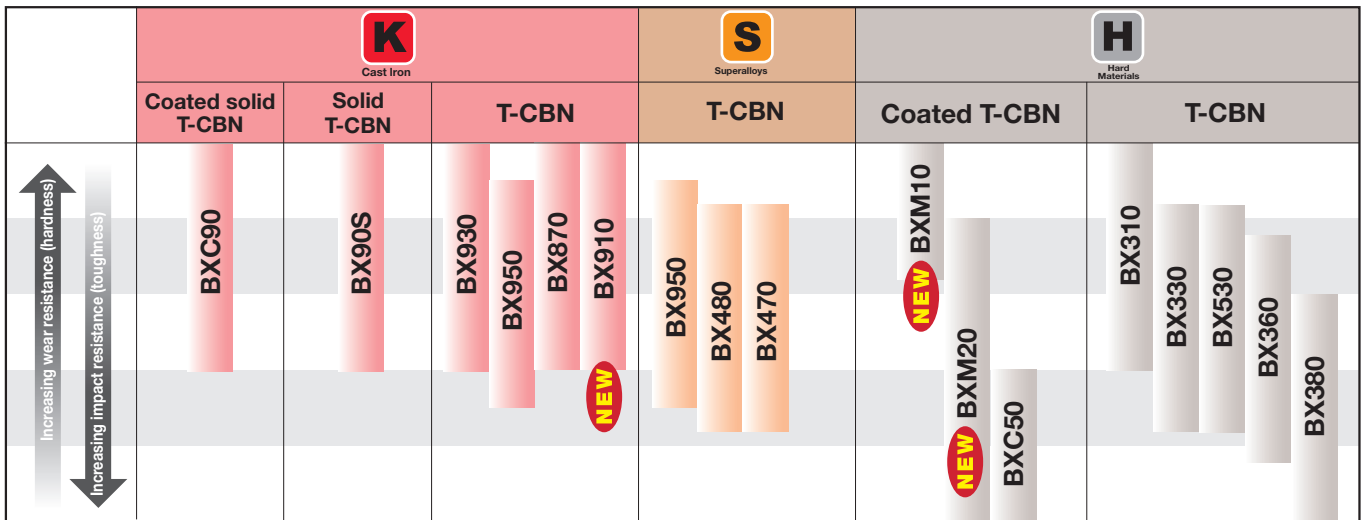 K
Cast Iron
S
Superalloys
H
Hard
Materials
Coated solid
T-CBN
Solid
T-CBN
T-CBN
T-CBN
Coated T-CBN
T-CBN
Increasing wear resistance (hardness)
Increasing impact resistance (toughness)
BXC90
BX90S
BX930
BX950
BX870
BX910
NEW
BX950
BX480
BX470
BXM10
NEW
BXM20
NEW
BXC50
BX310
BX330
BX530
BX360
BX380